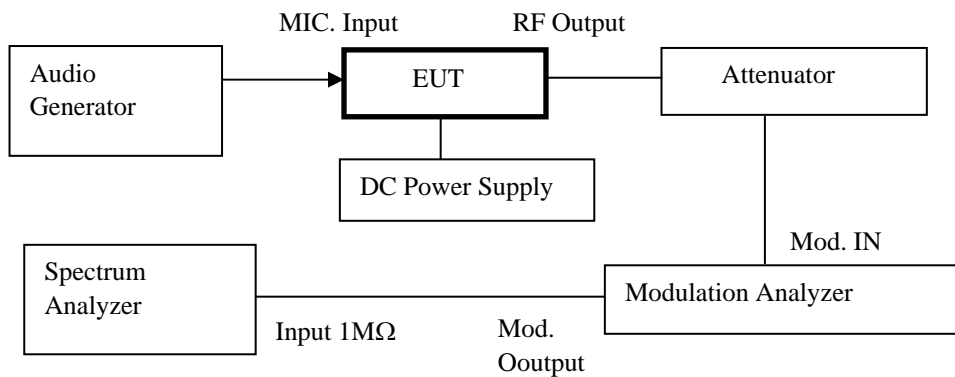 MIC. Input
RF Output
Audio
Generator
EUT
Attenuator
DC Power Supply
Mod. IN
Spectrum
Analyzer
Modulation Analyzer
Input 1MΩ
Mod.
Ooutput